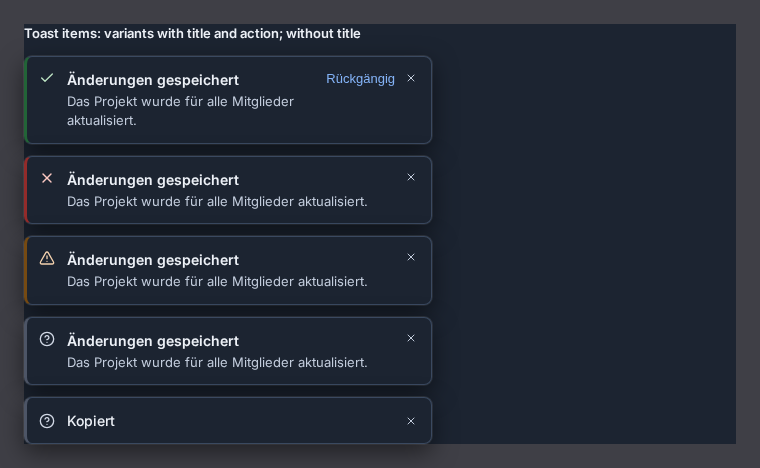 Toast items: variants with title and action; without title
Änderungen gespeichert
Rückgängig
Das Projekt wurde für alle Mitglieder
aktualisiert.
Änderungen gespeichert
Das Projekt wurde für alle Mitglieder aktualisiert.
Änderungen gespeichert
Das Projekt wurde für alle Mitglieder aktualisiert.
Änderungen gespeichert
Das Projekt wurde für alle Mitglieder aktualisiert.
Kopiert